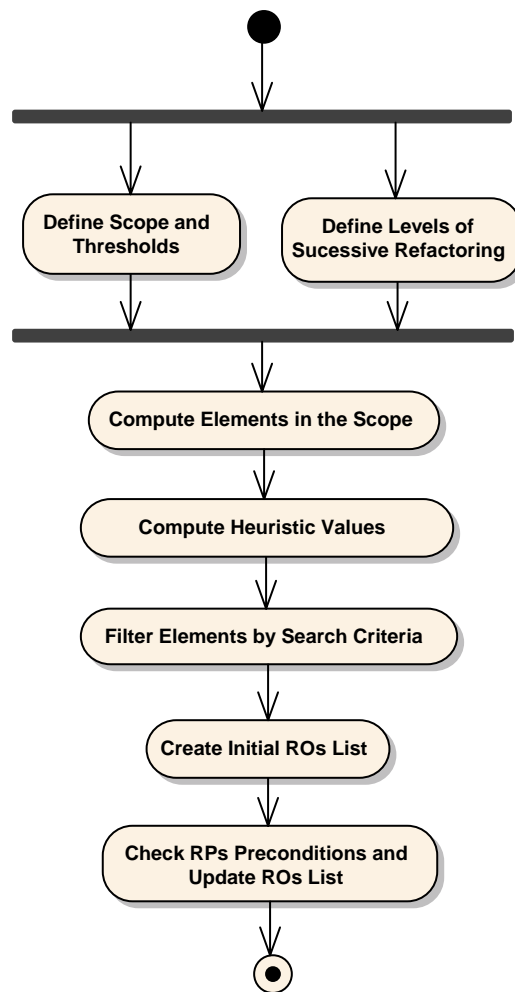 Define Scope and
Thresholds
Define Levels of
Sucessive Refactoring
Compute Elements in the Scope
Compute Heuristic Values
Filter Elements by Search Criteria
Create Initial ROs List
Check RPs Preconditions and
Update ROs List